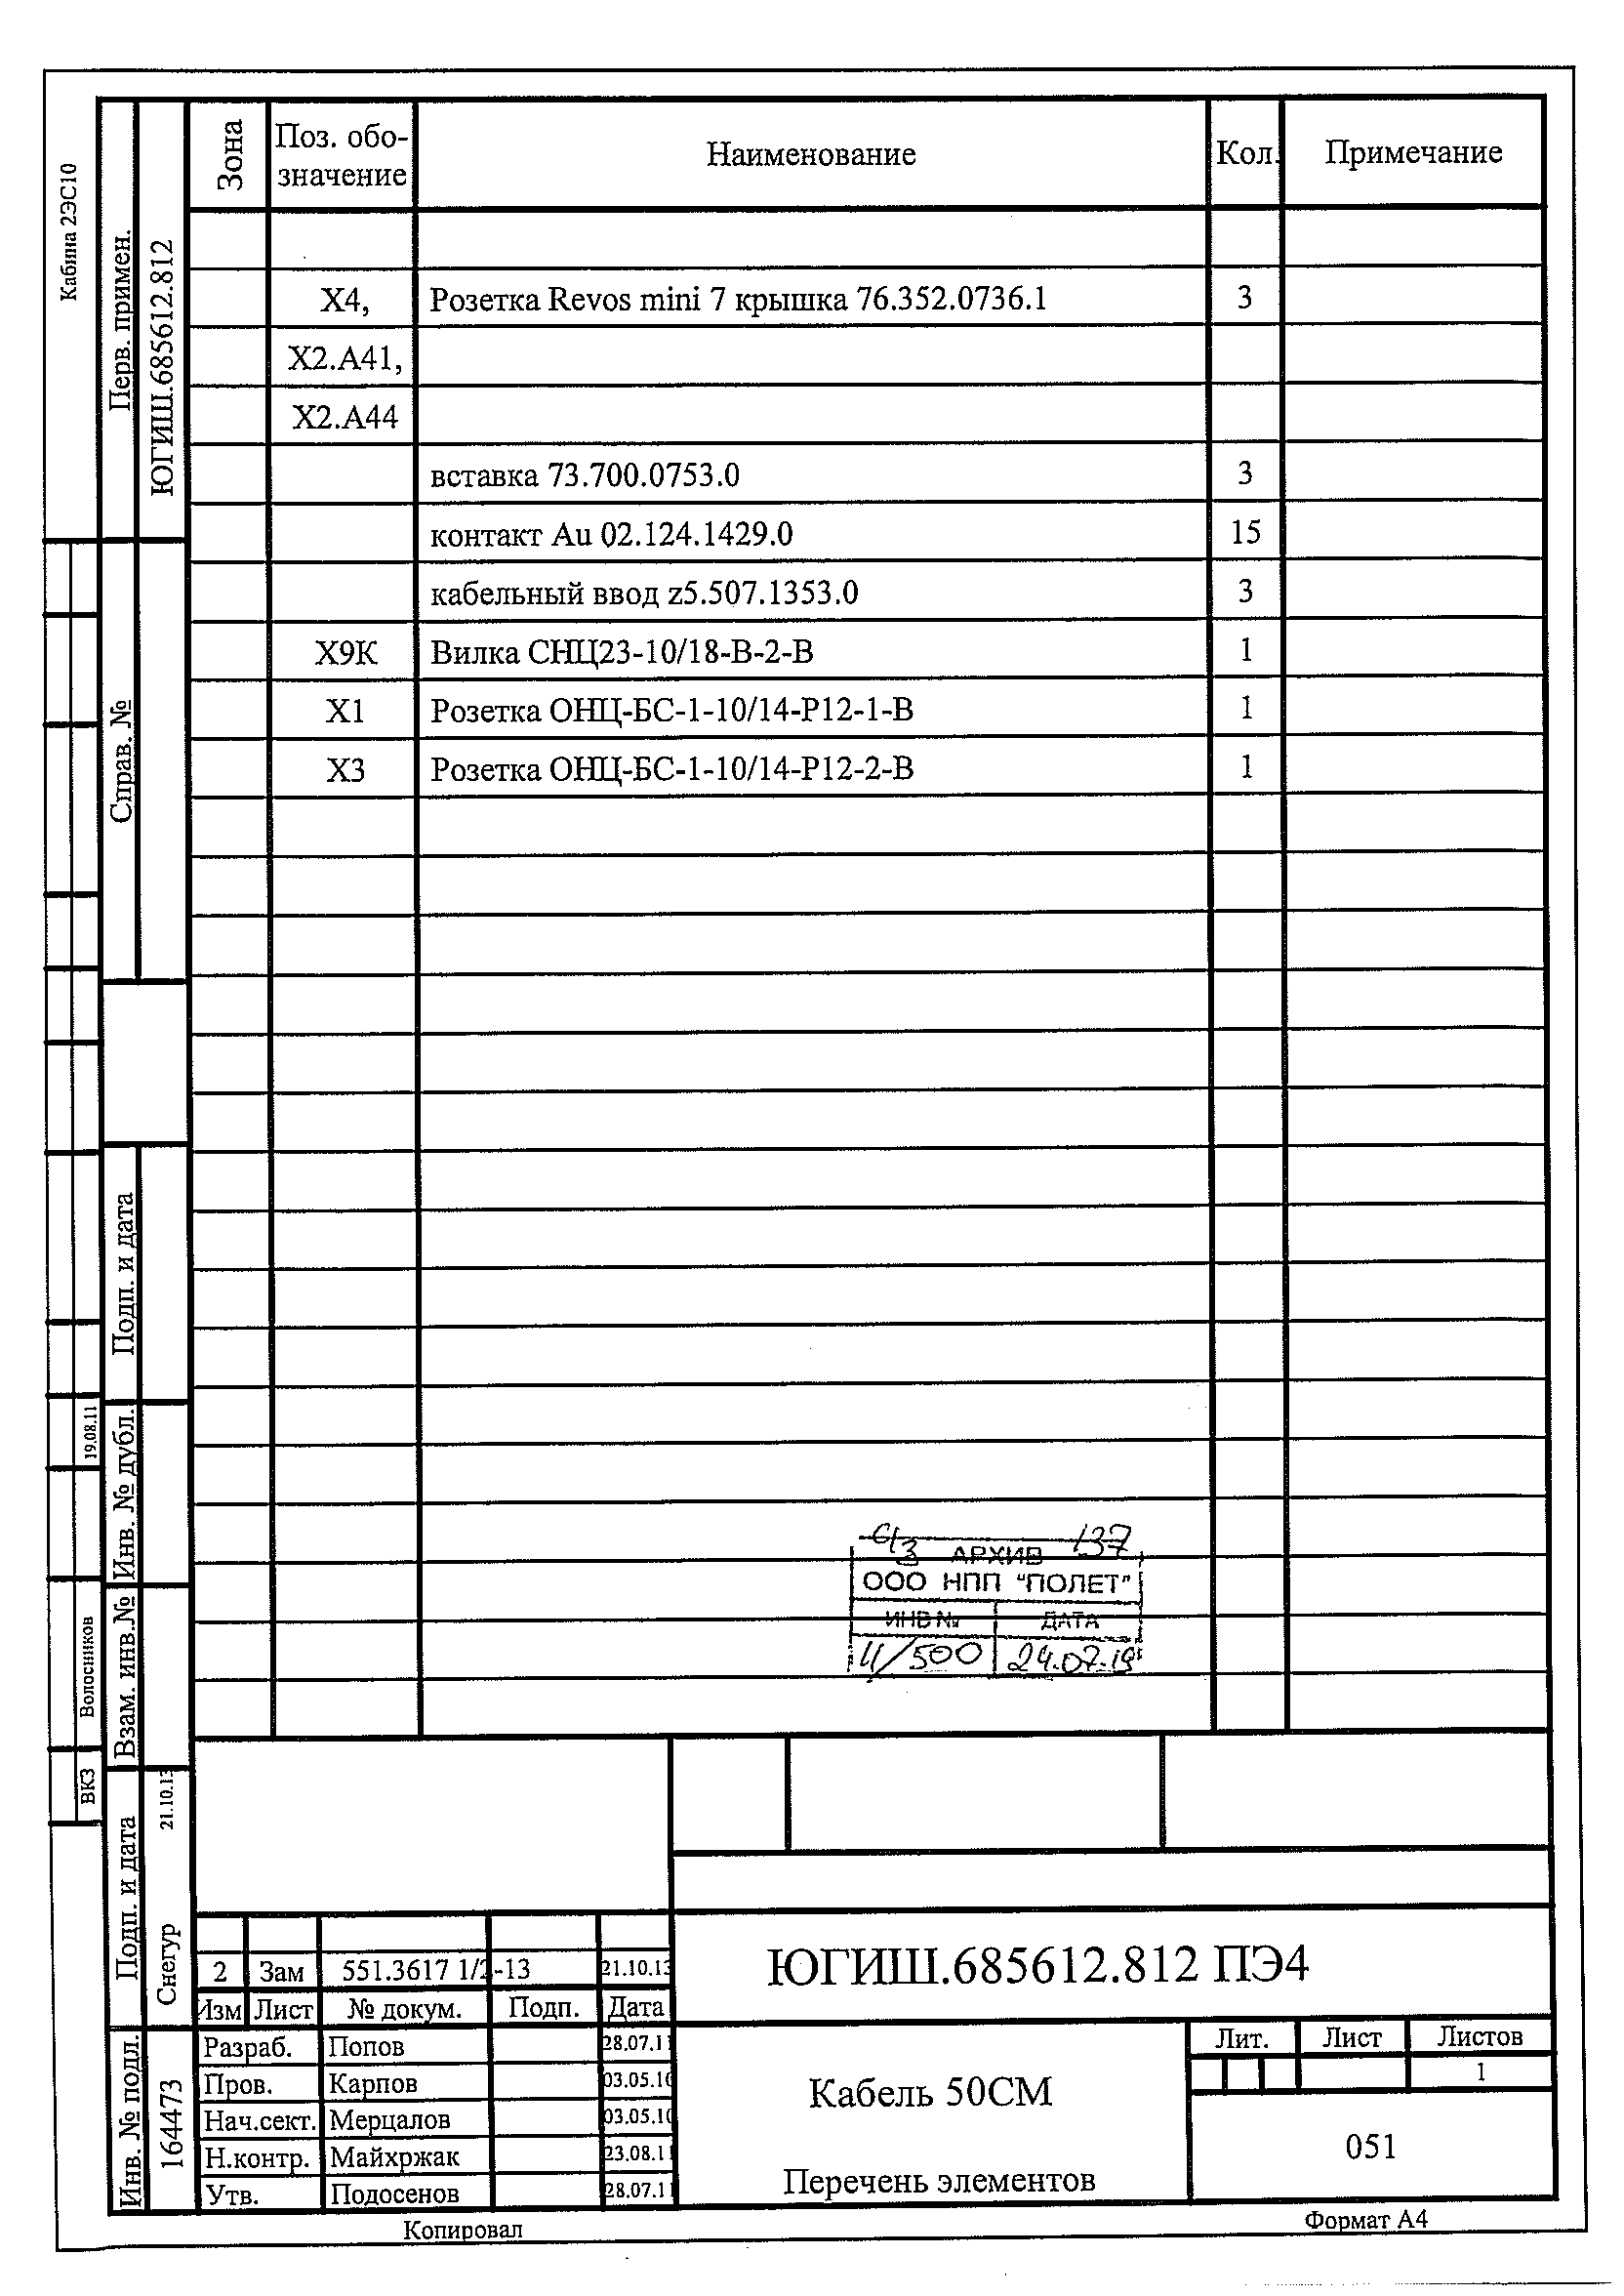 Кабина 2ЭС10
Перв. примен.
ЮГИШ.685612.812
Справ. №
Подп. и дата
Инв. № дубл.
Взам. инв.№
Подп. и дата
Снегур 21.10.13
Инв. № подл.
164473
ВКЗ Волосников 19.08.11
Зона Поз. обо-значение Наименование Кол. Примечание
X4, Розетка Revos mini 7 крышка 76.352.0736.1 3
X2.A41,
X2.A44
вставка 73.700.0753.0 3
контакт Au 02.124.1429.0 15
кабельный ввод z5.507.1353.0 3
X9К Вилка СНЦ23-10/18-В-2-В 1
X1 Розетка ОНЦ-БС-1-10/14-Р12-1-В 1
X3 Розетка ОНЦ-БС-1-10/14-Р12-2-В 1
137
АРХИВ
ООО НПП "ПОЛЕТ"
ИНВ № ДАТА
11/500 24.07.19
2 Зам 551.3617 1/2-13 21.10.13
Изм Лист № докум. Подп. Дата
Разраб. Попов 28.07.11
Пров. Карпов 03.05.10
Нач.сект. Мерцалов 03.05.10
Н.контр. Майхржак 23.08.11
Утв. Подосенов 28.07.11
ЮГИШ.685612.812 ПЭ4
Кабель 50СМ
Перечень элементов
Лит. Лист Листов
1
051
Копировал
Формат А4